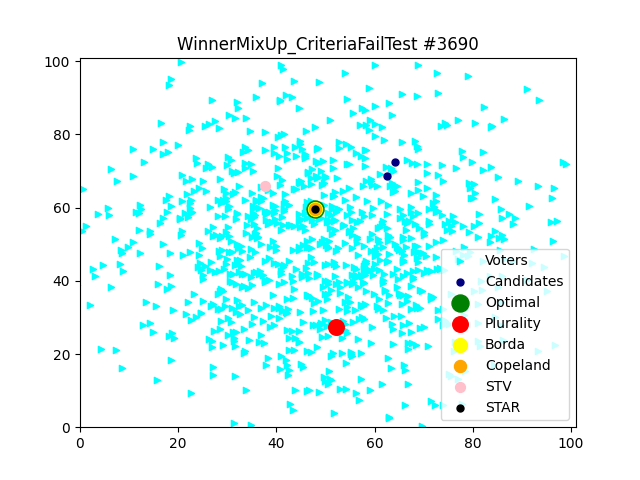 WinnerMixUp_CriteriaFailTest #3690
100
80
60
40
20
0
0 20 40 60 80 100
Voters
Candidates
Optimal
Plurality
Borda
Copeland
STV
STAR